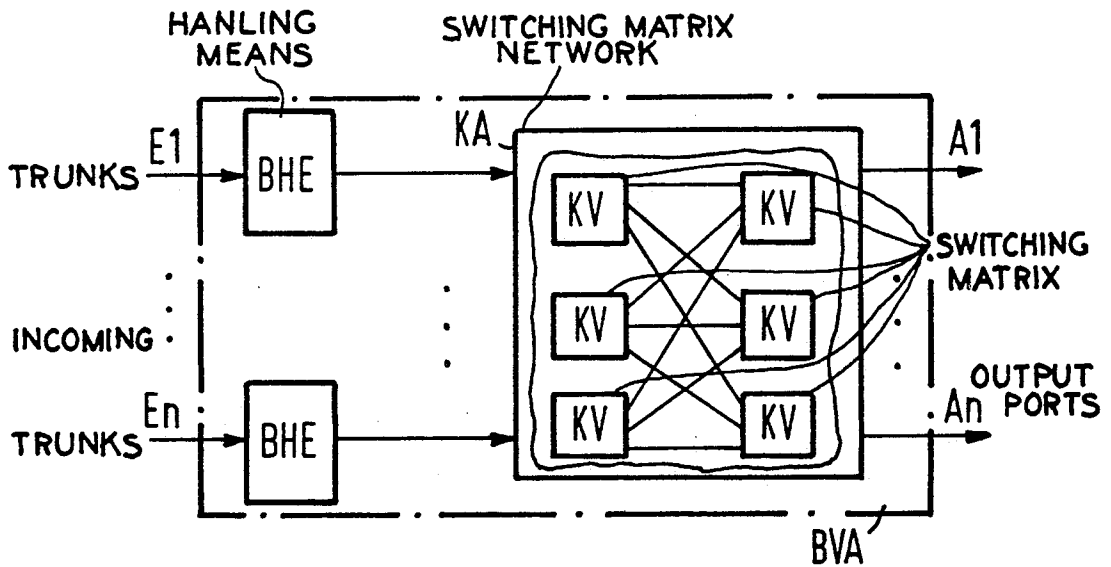 HANLING
MEANS
SWITCHING MATRIX
NETWORK
E1
KA
A1
TRUNKS
BHE
KV
KV
SWITCHING
MATRIX
INCOMING
KV
KV
OUTPUT
PORTS
En
An
TRUNKS
BHE
KV
KV
BVA